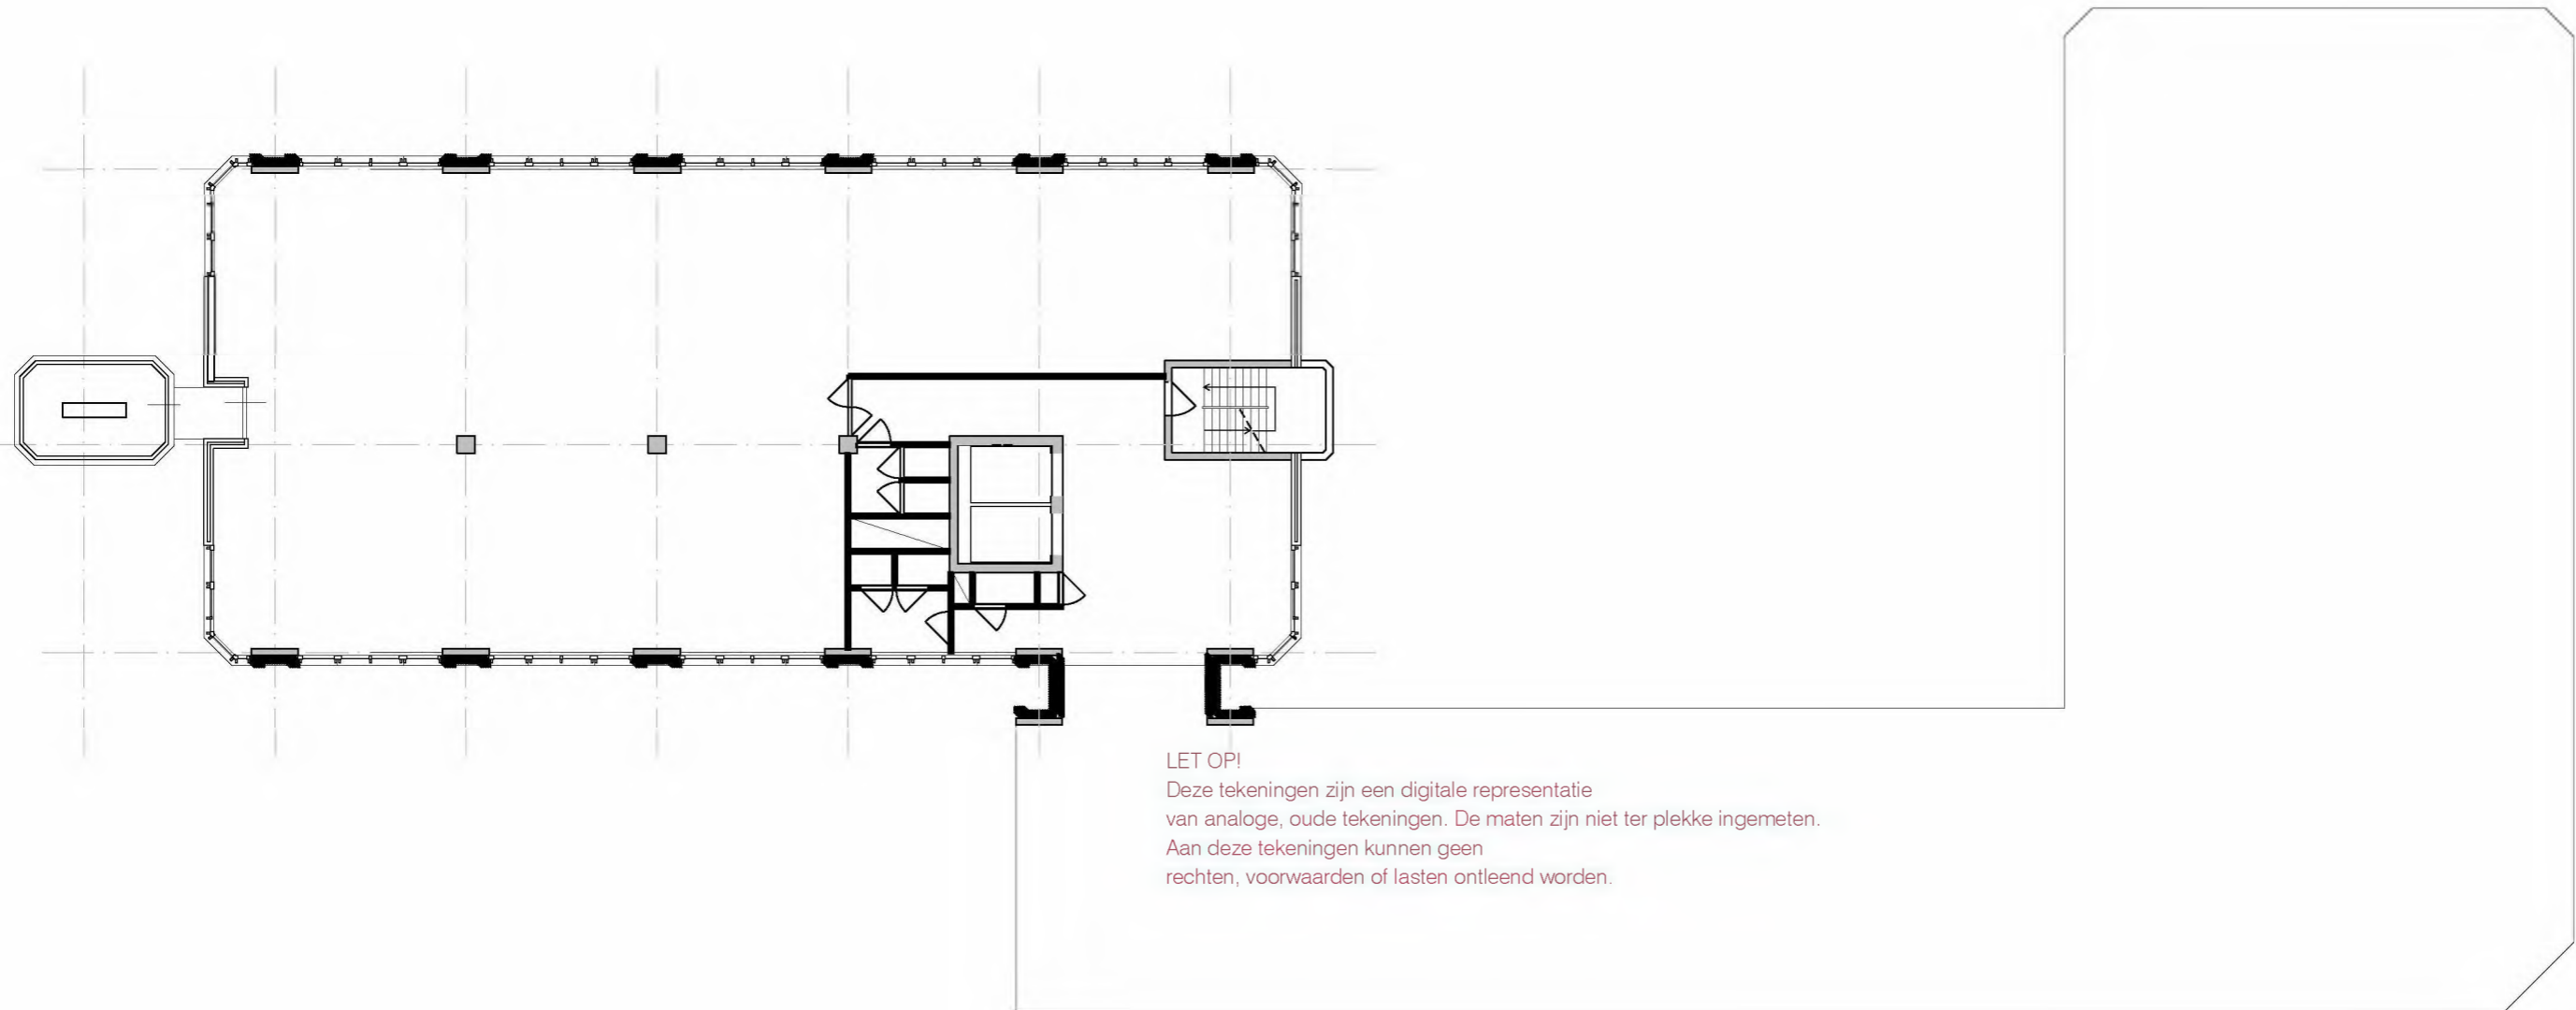 LET OP!
Deze tekeningen zijn een digitale representatie
van analoge, oude tekeningen. De maten zijn niet ter plekke ingemeten.
Aan deze tekeningen kunnen geen
rechten, voorwaarden of lasten ontleend worden.